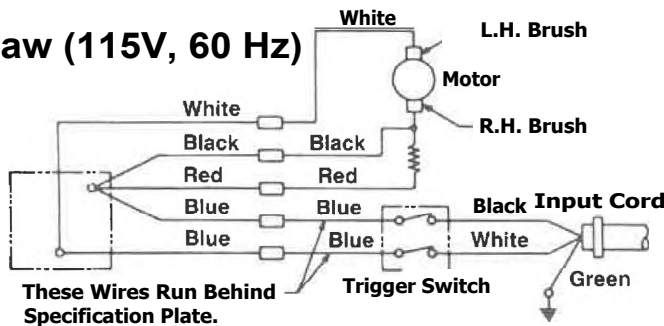 White
L.H. Brush
aw (115V, 60 Hz)
Motor
White
R.H. Brush
Black Black
Red Red
Blue Blue Black Input Cord
Blue Blue White
Green
These Wires Run Behind
Specification Plate.
Trigger Switch